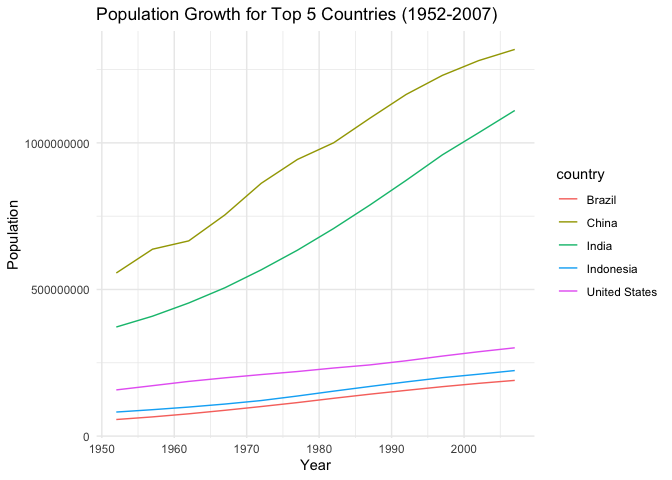 Population Growth for Top 5 Countries (1952-2007)
Population
1000000000
500000000
0
1950 1960 1970 1980 1990 2000
Year
country
Brazil
China
India
Indonesia
United States